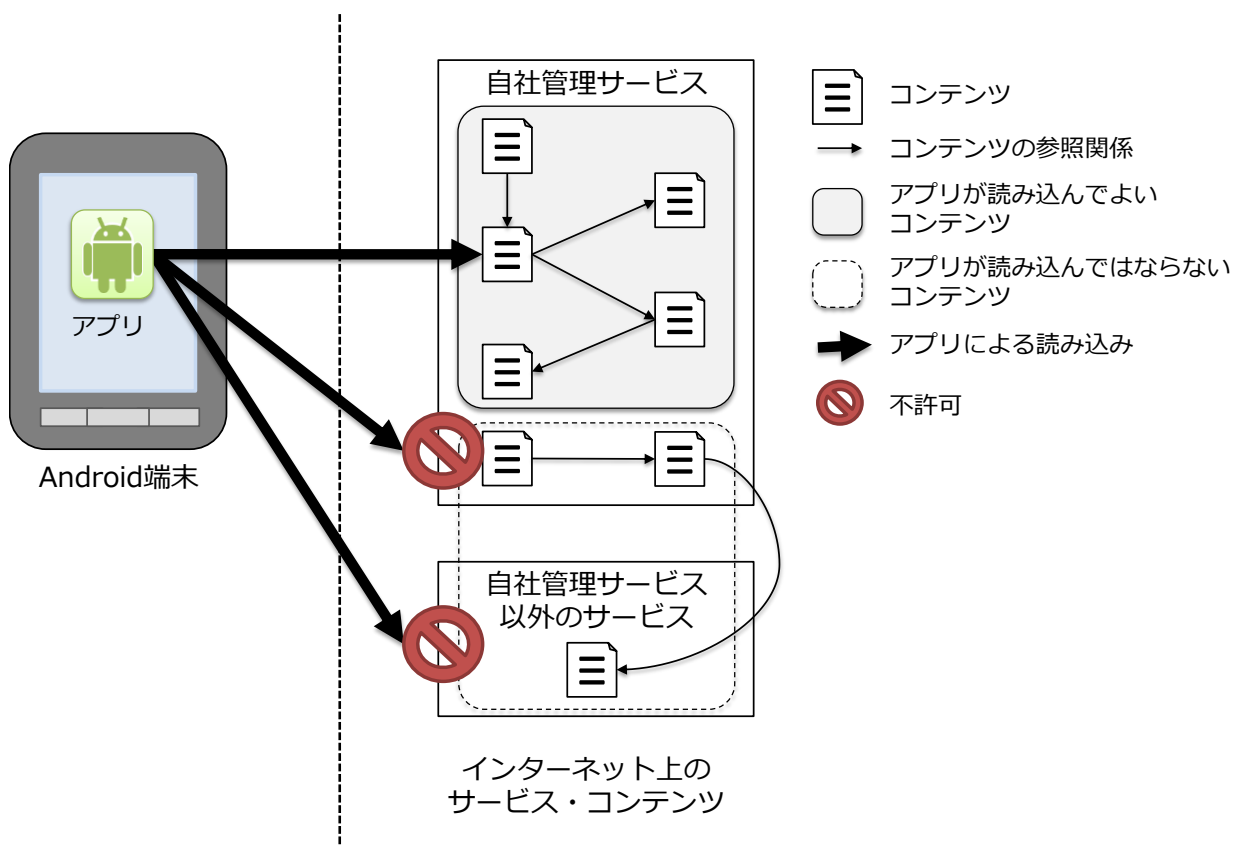 自社管理サービス
アプリ
Android端末
自社管理サービス
以外のサービス
インターネット上の
サービス・コンテンツ
コンテンツ
コンテンツの参照関係
アプリが読み込んでよい
コンテンツ
アプリが読み込んではならない
コンテンツ
アプリによる読み込み
不許可